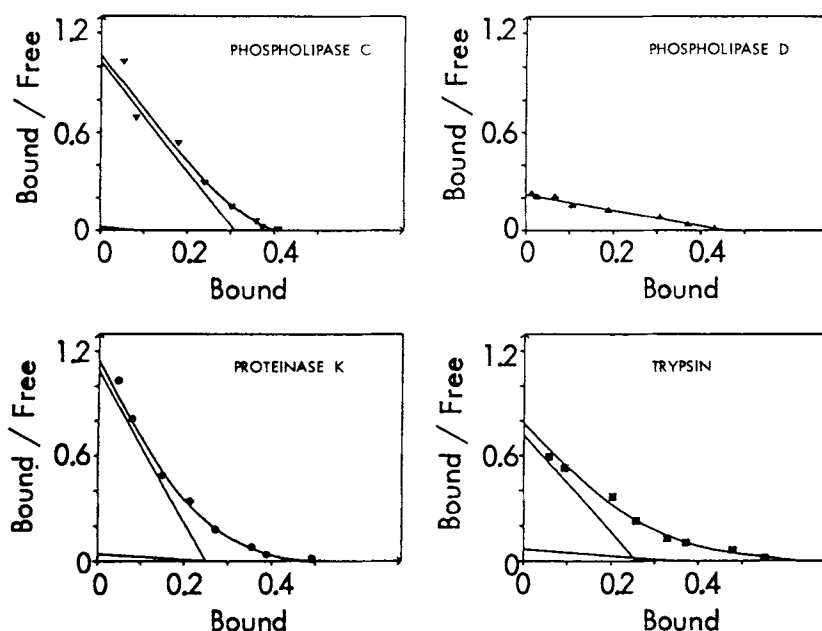 1.2
0.6
0
Bound / Free
PHOSPHOLIPASE C
0 0.2 0.4
Bound
1.2
0.6
0
Bound / Free
PHOSPHOLIPASE D
0 0.2 0.4
Bound
1.2
0.6
0
Bound / Free
PROTEINASE K
0 0.2 0.4
Bound
1.2
0.6
0
Bound / Free
TRYPSIN
0 0.2 0.4
Bound